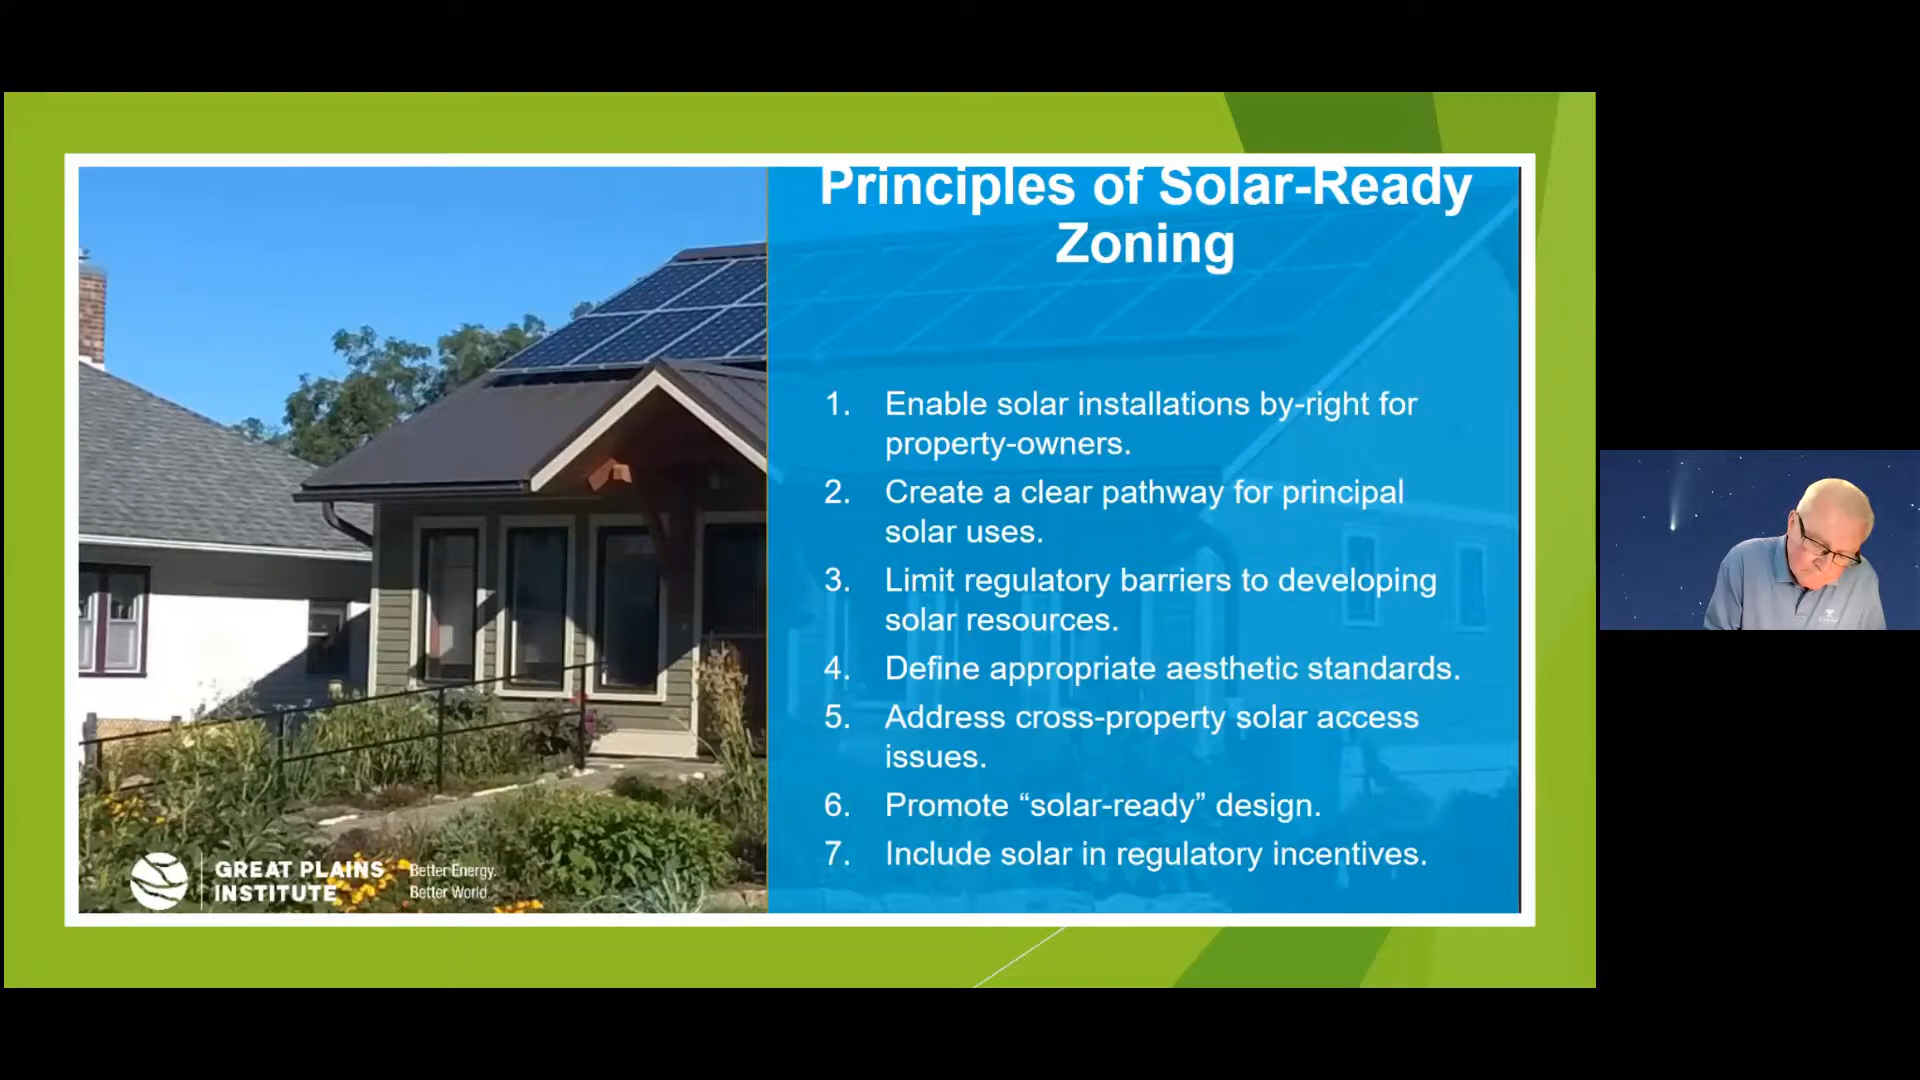 Principles of Solar-Ready
Zoning
1. Enable solar installations by-right for
property-owners.
2. Create a clear pathway for principal
solar uses.
3. Limit regulatory barriers to developing
solar resources.
4. Define appropriate aesthetic standards.
5. Address cross-property solar access
issues.
6. Promote “solar-ready” design.
7. Include solar in regulatory incentives.
GREAT PLAINS
INSTITUTE
Better Energy.
Better World.